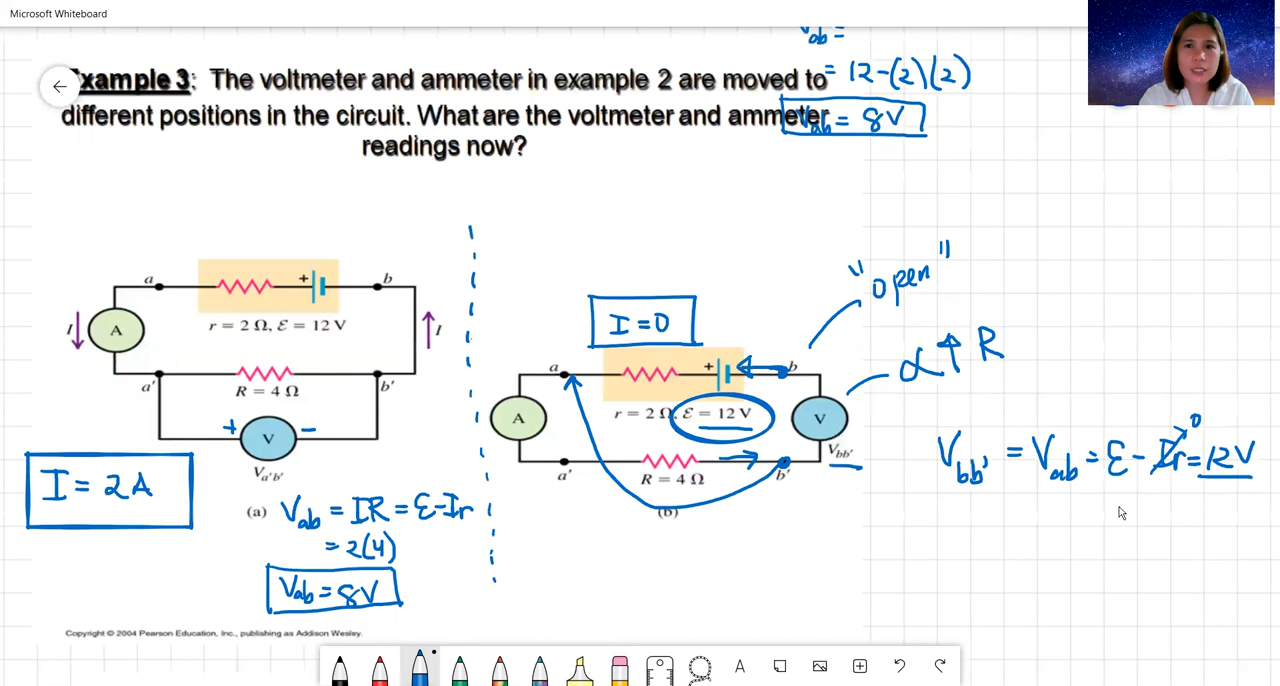 Microsoft Whiteboard
Vab =
= 12-(2)(2)
Vab = 8V
Example 3: The voltmeter and ammeter in example 2 are moved to
different positions in the circuit. What are the voltmeter and ammeter
readings now?
a
b
+
r = 2 Ω, ℰ = 12 V
I
A
I
a'
b'
R = 4 Ω
+
V
−
Va'b'
I = 2A
(a)
Vab = IR = ε-Ir
= 2(4)
Vab = 8V
I = 0
"open"
∝ ↑ R
a
b
+
r = 2 Ω, ℰ = 12 V
A
V
Vbb'
a'
b'
R = 4 Ω
(b)
Vbb' = Vab = ε - Ir = 12V
0
Copyright © 2004 Pearson Education, Inc., publishing as Addison Wesley.
A